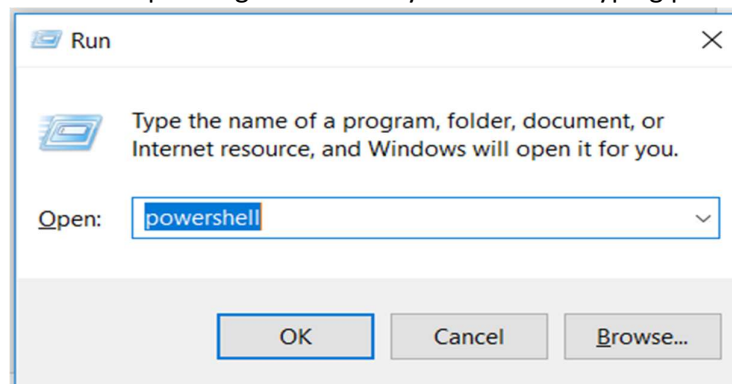 Run
Type the name of a program, folder, document, or
Internet resource, and Windows will open it for you.
Open: powershell
OK Cancel Browse...